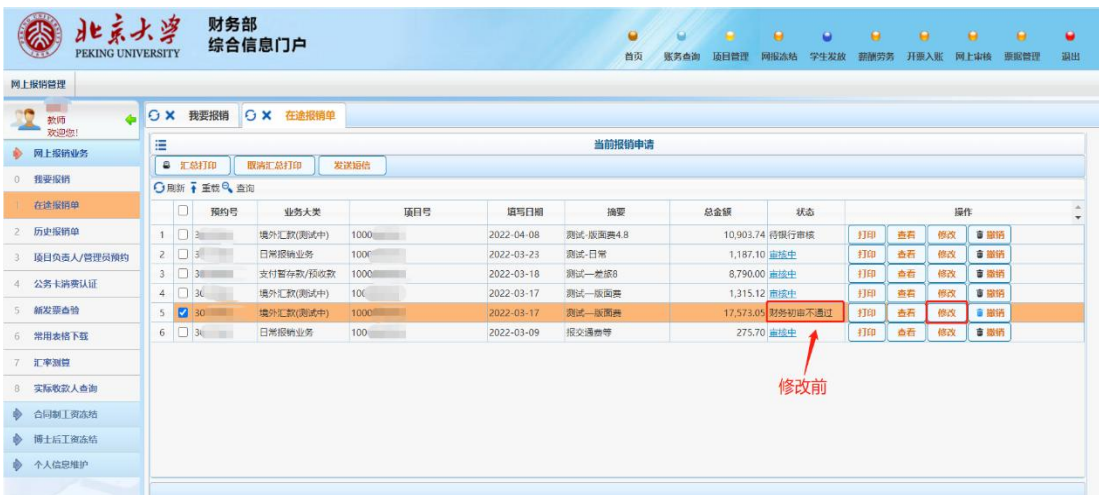 北京大学
PEKING UNIVERSITY
财务部
综合信息门户
首页 账务查询 项目管理 网报冻结 学生发放 薪酬劳务 开票入账 网上审核 票据管理 退出
网上报销管理
教师
欢迎您!
我要报销 在途报销单
网上报销业务
0 我要报销
1 在途报销单
2 历史报销单
3 项目负责人/管理员预约
4 公务卡消费认证
5 新发票查验
6 常用表格下载
7 汇率测算
8 实际收款人查询
合同制工资冻结
博士后工资冻结
个人信息维护
当前报销申请
汇总打印 取消汇总打印 发送短信
刷新 重载 查询
预约号 业务大类 项目号 填写日期 摘要 总金额 状态 操作
1 3 境外汇款(测试中) 1000 2022-04-08 测试-版面费4.8 10,903.74 待银行审核 打印 查看 修改 撤销
2 3 日常报销业务 1000 2022-03-23 测试-日常 1,187.10 审核中 打印 查看 修改 撤销
3 30 支付暂存款/预收款 1000 2022-03-18 测试—差旅8 8,790.00 审核中 打印 查看 修改 撤销
4 30 境外汇款(测试中) 100 2022-03-17 测试—版面费 1,315.12 审核中 打印 查看 修改 撤销
5 30 境外汇款(测试中) 1000 2022-03-17 测试—版面费 17,573.05 财务初审不通过 打印 查看 修改 撤销
6 30 日常报销业务 100 2022-03-09 报交通费等 275.70 审核中 打印 查看 修改 撤销
修改前